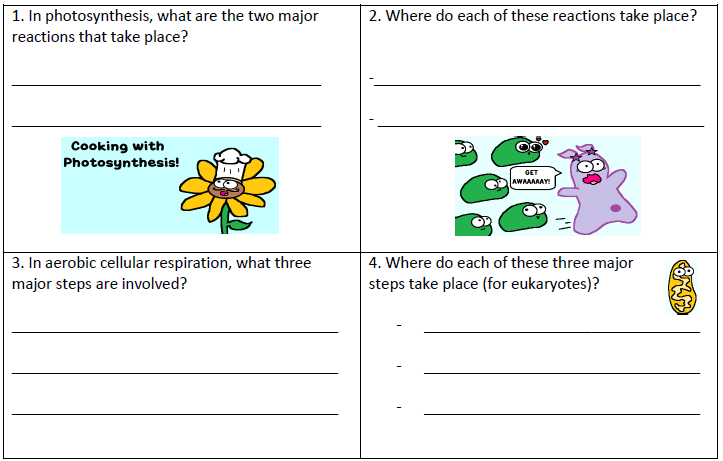 1. In photosynthesis, what are the two major
reactions that take place?
Cooking with
Photosynthesis!
2. Where do each of these reactions take place?
-
-
GET
AWAAAAAY!
3. In aerobic cellular respiration, what three
major steps are involved?
4. Where do each of these three major
steps take place (for eukaryotes)?
-
-
-